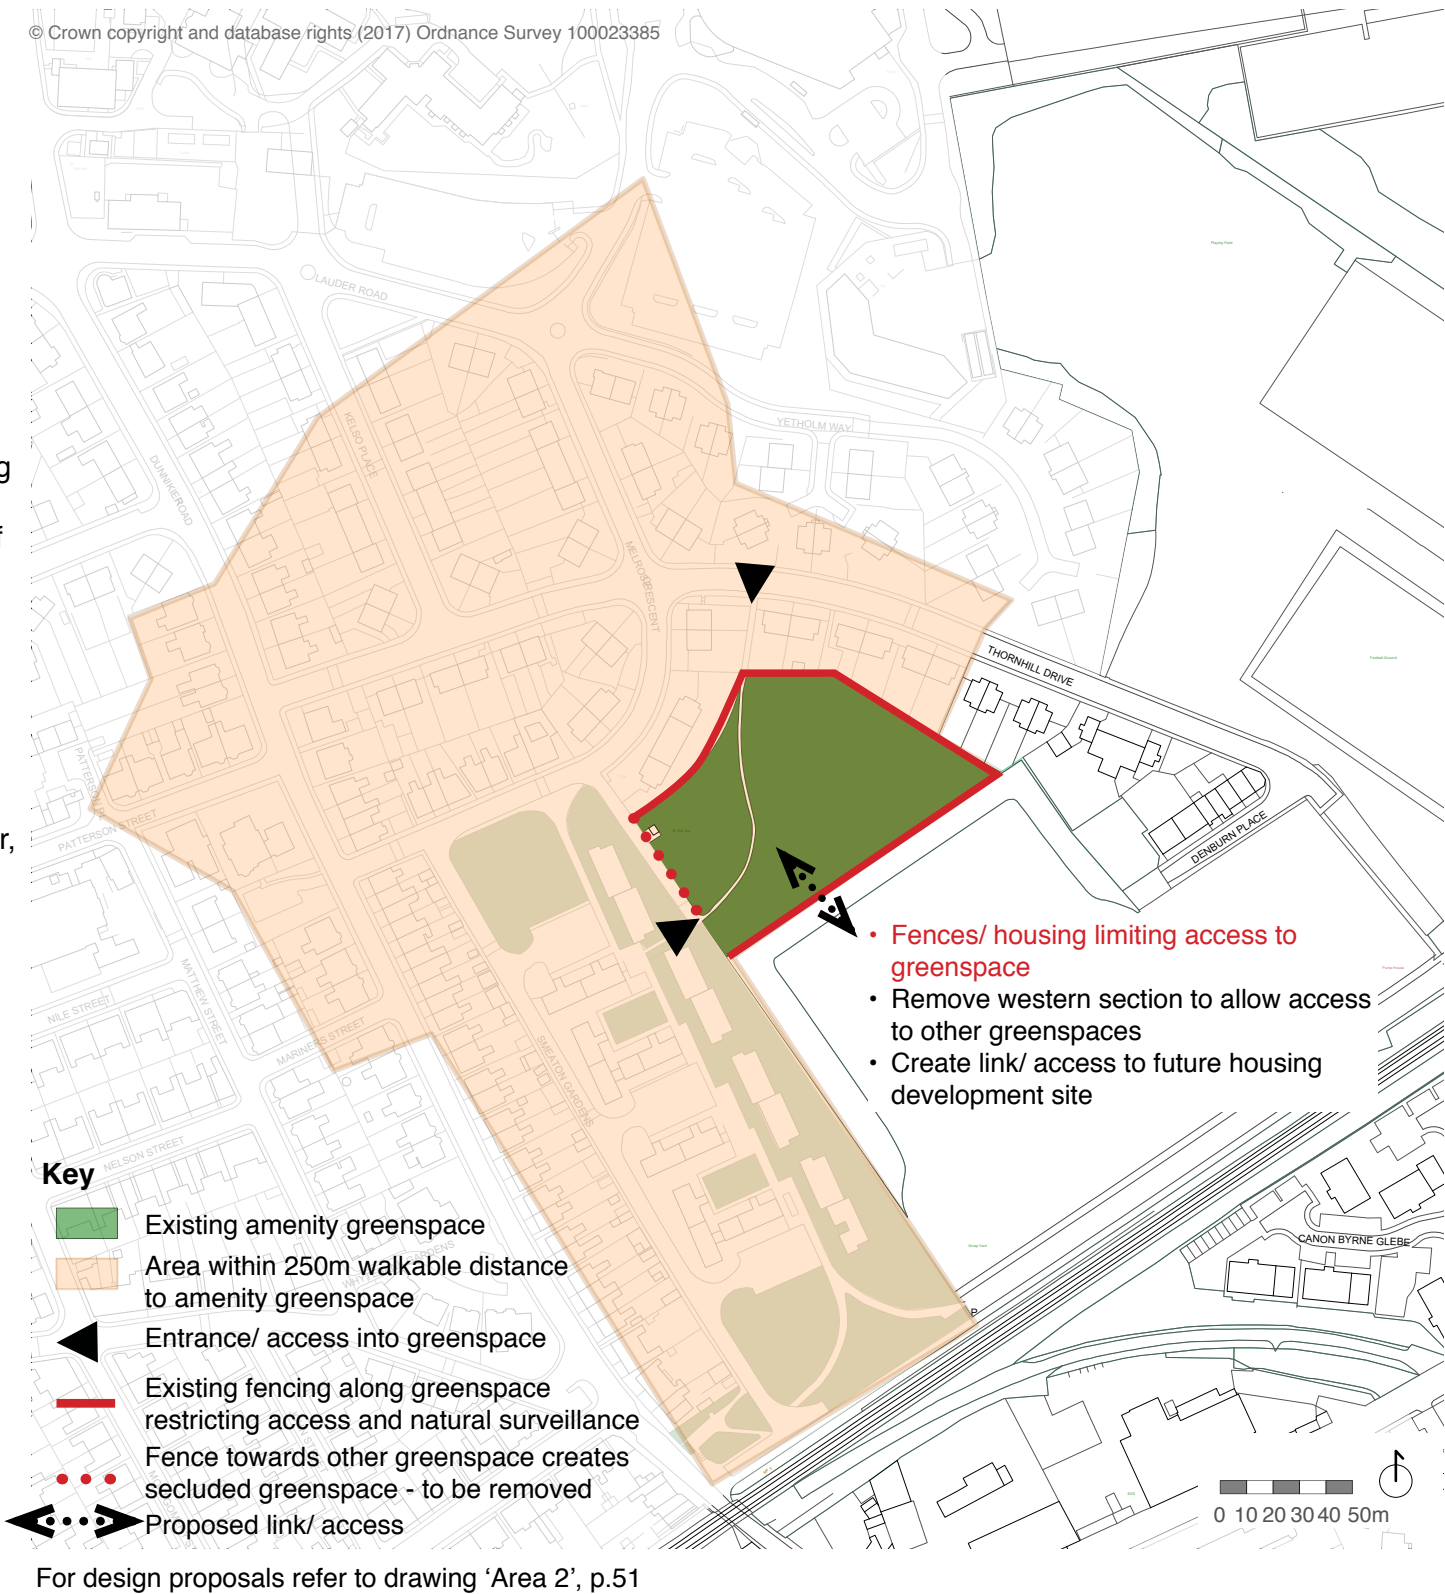 © Crown copyright and database rights (2017) Ordnance Survey 100023385
LAUDER ROAD
Playing Field
KELSO PLACE
YETHOLM WAY
DUNNIKIER ROAD
g
f
MELROSE CRESCENT
THORNHILL DRIVE
Football Ground
PATTERSON
PATTERSON STREET
r,
DENBURN PLACE
• Fences/ housing limiting access to
greenspace
• Remove western section to allow access
to other greenspaces
• Create link/ access to future housing
development site
MATTHEW STREET
NILE STREET
MARINERS STREET
SMEATON GARDENS
NELSON STREET
CANON BYRNE GLEBE
Key
Existing amenity greenspace
Area within 250m walkable distance
to amenity greenspace
GARDENS
Entrance/ access into greenspace
Existing fencing along greenspace
restricting access and natural surveillance
Fence towards other greenspace creates
secluded greenspace - to be removed
Proposed link/ access
0 10 20 30 40 50m
For design proposals refer to drawing ‘Area 2’, p.51